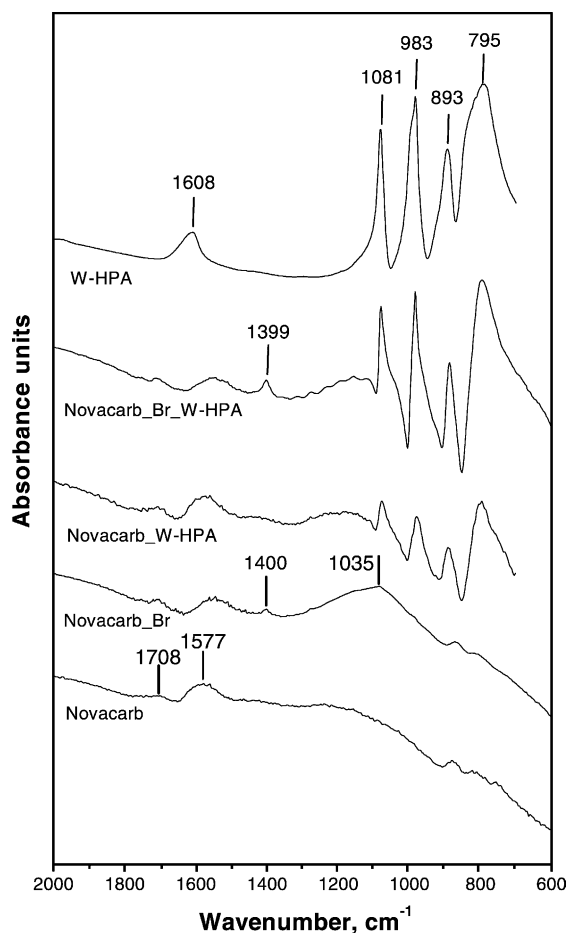 795
983
1081
893
1608
W-HPA
1399
Novacarb_Br_W-HPA
Absorbance units
Novacarb_W-HPA
1400
1035
Novacarb_Br
1577
1708
Novacarb
2000 1800 1600 1400 1200 1000 800 600
Wavenumber, cm⁻¹